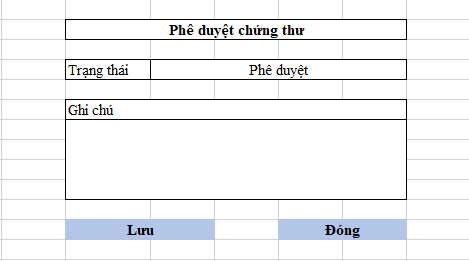 Phê duyệt chứng thư
Trạng thái Phê duyệt
Ghi chú
Lưu Đóng